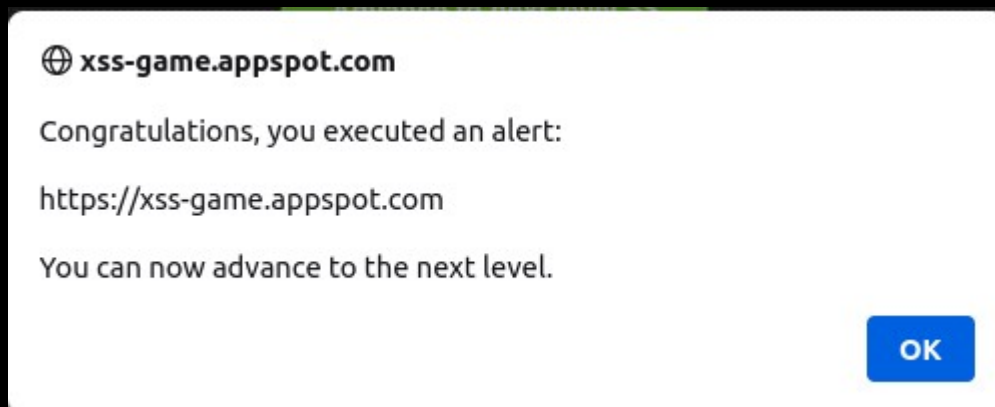 xss-game.appspot.com
Congratulations, you executed an alert:
https://xss-game.appspot.com
You can now advance to the next level.
OK